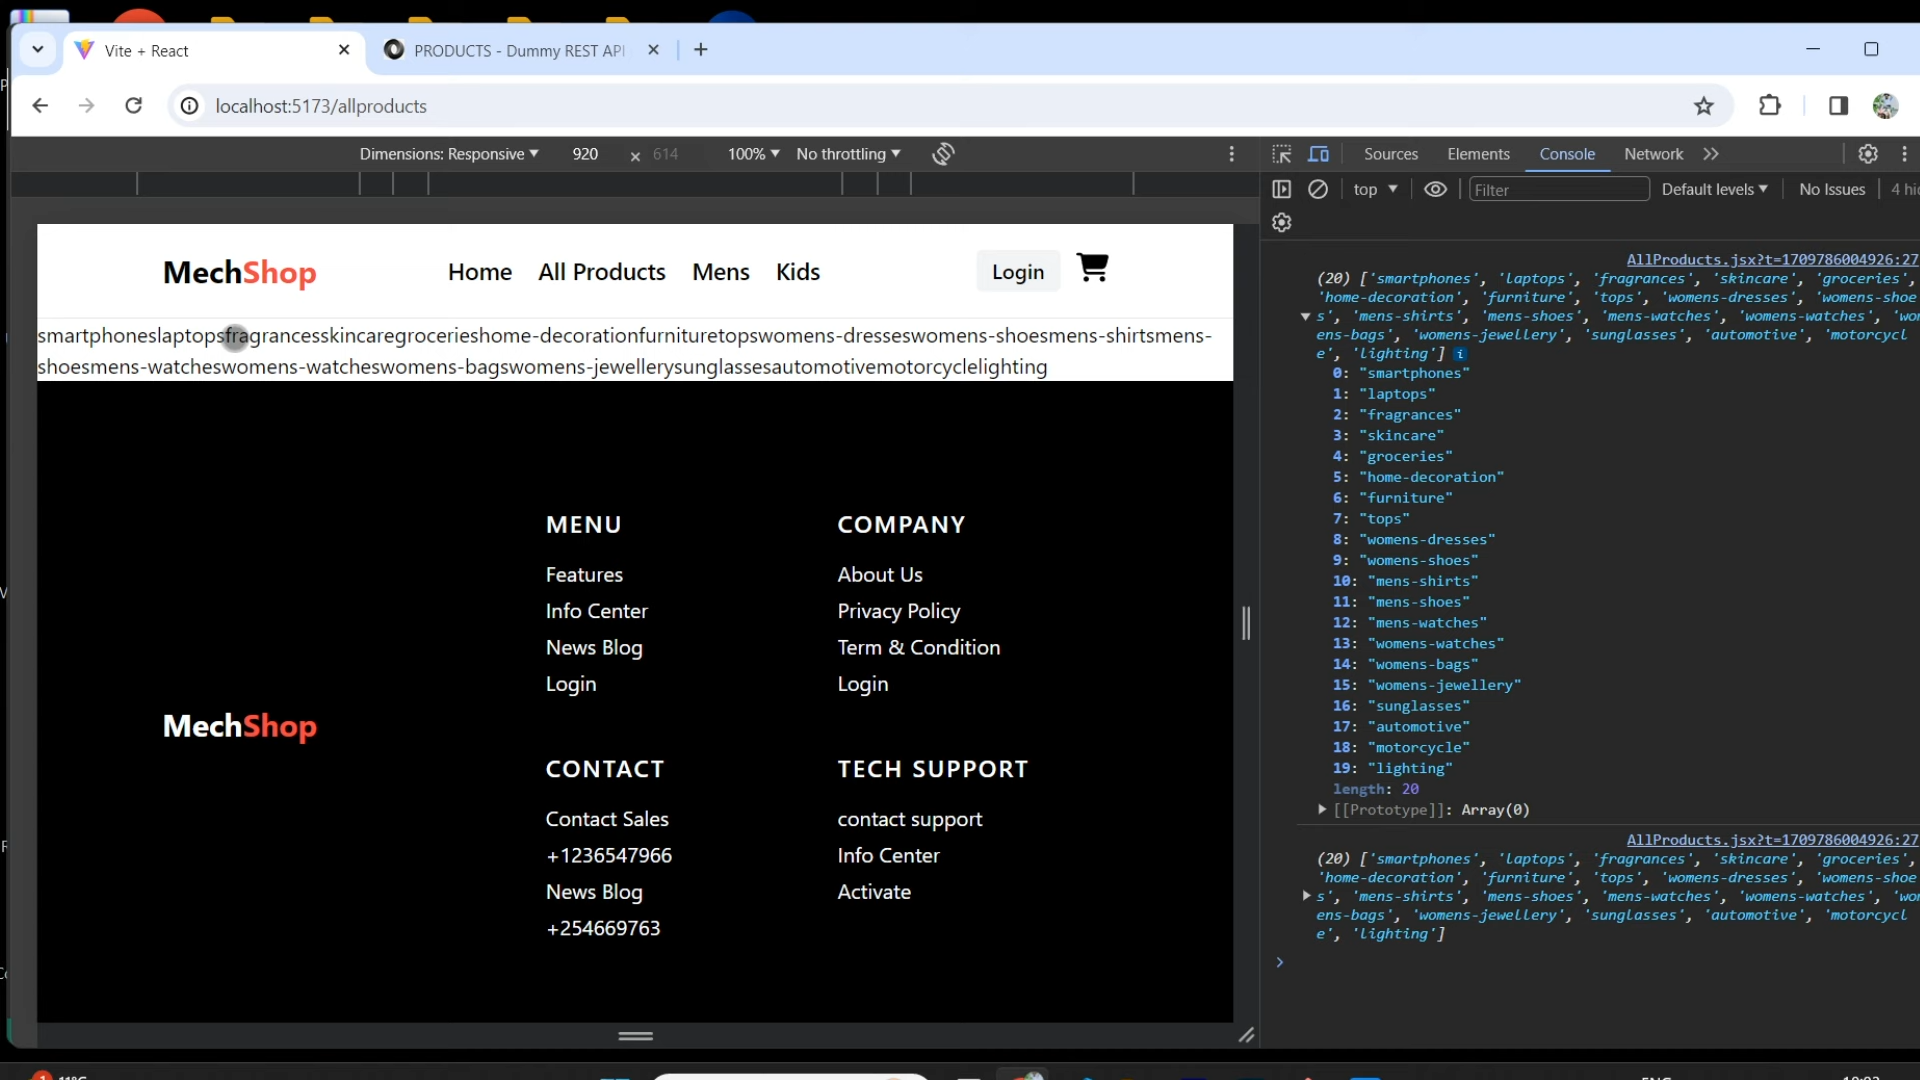 Vite + React
PRODUCTS - Dummy REST API
localhost:5173/allproducts
Dimensions: Responsive 920 × 614 100% No throttling
Sources Elements Console Network
top Filter Default levels No Issues 4
MechShop Home All Products Mens Kids Login
smartphoneslaptopsfragrancesskincaregrocerieshome-decorationfurnituretopswomens-dresseswomens-shoesmens-shirtsmens-
shoesmens-watcheswomens-watcheswomens-bagswomens-jewellerysunglassesautomotivemotorcyclelighting
MENU
Features
Info Center
News Blog
Login
COMPANY
About Us
Privacy Policy
Term & Condition
Login
MechShop
CONTACT
Contact Sales
+1236547966
News Blog
+254669763
TECH SUPPORT
contact support
Info Center
Activate
AllProducts.jsx?t=1709786004926:27
(20) ['smartphones', 'laptops', 'fragrances', 'skincare', 'groceries',
'home-decoration', 'furniture', 'tops', 'womens-dresses', 'womens-shoe
s', 'mens-shirts', 'mens-shoes', 'mens-watches', 'womens-watches', 'wom
ens-bags', 'womens-jewellery', 'sunglasses', 'automotive', 'motorcycl
e', 'lighting'] i
0: "smartphones"
1: "laptops"
2: "fragrances"
3: "skincare"
4: "groceries"
5: "home-decoration"
6: "furniture"
7: "tops"
8: "womens-dresses"
9: "womens-shoes"
10: "mens-shirts"
11: "mens-shoes"
12: "mens-watches"
13: "womens-watches"
14: "womens-bags"
15: "womens-jewellery"
16: "sunglasses"
17: "automotive"
18: "motorcycle"
19: "lighting"
length: 20
[[Prototype]]: Array(0)
AllProducts.jsx?t=1709786004926:27
(20) ['smartphones', 'laptops', 'fragrances', 'skincare', 'groceries',
'home-decoration', 'furniture', 'tops', 'womens-dresses', 'womens-shoe
s', 'mens-shirts', 'mens-shoes', 'mens-watches', 'womens-watches', 'wom
ens-bags', 'womens-jewellery', 'sunglasses', 'automotive', 'motorcycl
e', 'lighting']